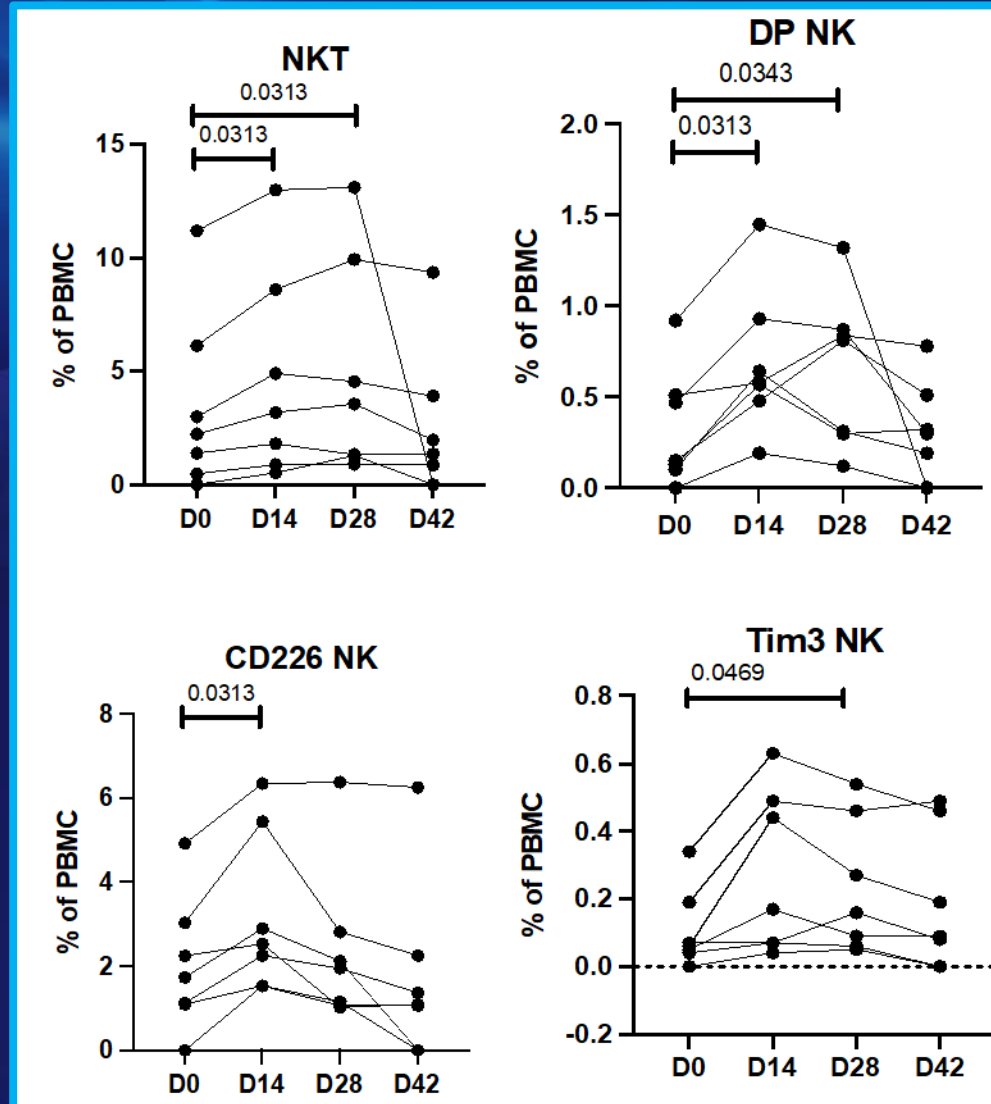 NKT
0.0313
0.0313
15
10
5
0
% of PBMC
D0 D14 D28 D42
DP NK
0.0343
0.0313
2.0
1.5
1.0
0.5
0.0
% of PBMC
D0 D14 D28 D42
CD226 NK
0.0313
8
6
4
2
0
% of PBMC
D0 D14 D28 D42
Tim3 NK
0.0469
0.8
0.6
0.4
0.2
0.0
-0.2
% of PBMC
D0 D14 D28 D42